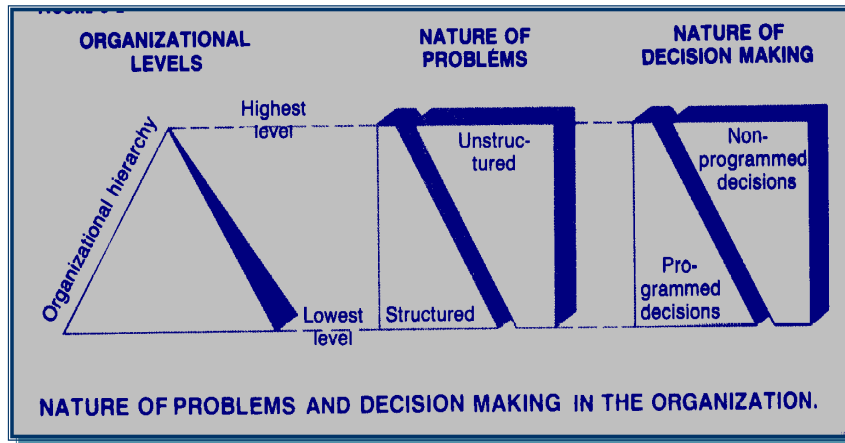 ORGANIZATIONAL
LEVELS
NATURE OF
PROBLÉMS
NATURE OF
DECISION MAKING
Organizational hierarchy
Highest
level
Lowest
level
Unstruc-
tured
Structured
Non-
programmed
decisions
Pro-
grammed
decisions
NATURE OF PROBLEMS AND DECISION MAKING IN THE ORGANIZATION.